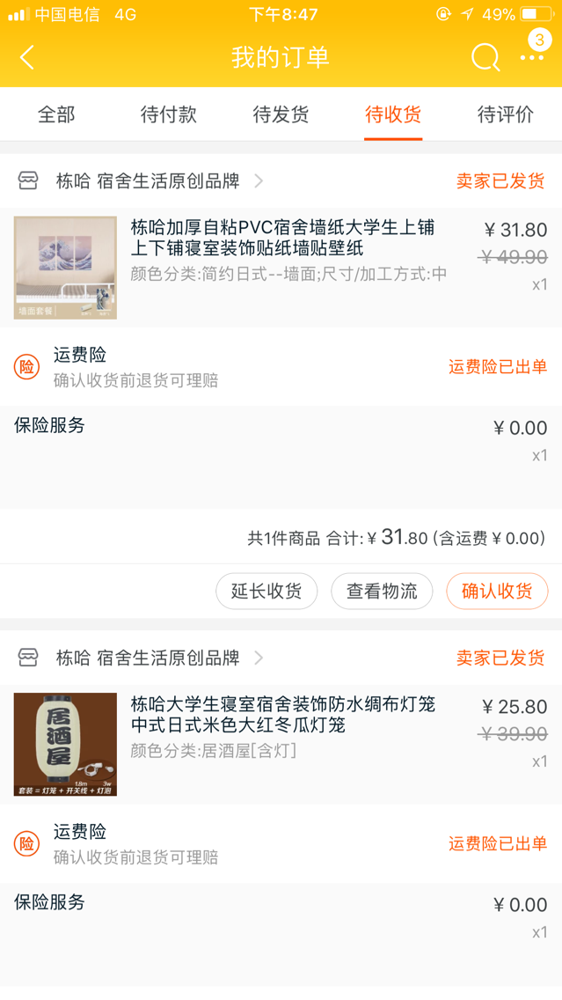 中国电信 4G 下午8:47 49%
我的订单 3
全部 待付款 待发货 待收货 待评价
栋哈 宿舍生活原创品牌 卖家已发货
栋哈加厚自粘PVC宿舍墙纸大学生上铺 ¥31.80
上下铺寝室装饰贴纸墙贴壁纸 ¥49.90
颜色分类:简约日式--墙面;尺寸/加工方式:中 x1
墙面套餐
运费险
险 运费险已出单
确认收货前退货可理赔
保险服务 ¥0.00
x1
共1件商品 合计:¥31.80 (含运费¥0.00)
延长收货 查看物流 确认收货
栋哈 宿舍生活原创品牌 卖家已发货
栋哈大学生寝室宿舍装饰防水绸布灯笼 ¥25.80
中式日式米色大红冬瓜灯笼 ¥39.90
颜色分类:居酒屋[含灯] x1
居酒屋
1.8m 3w
套装 = 灯笼 + 开关线 + 灯泡
运费险
险 运费险已出单
确认收货前退货可理赔
保险服务 ¥0.00
x1